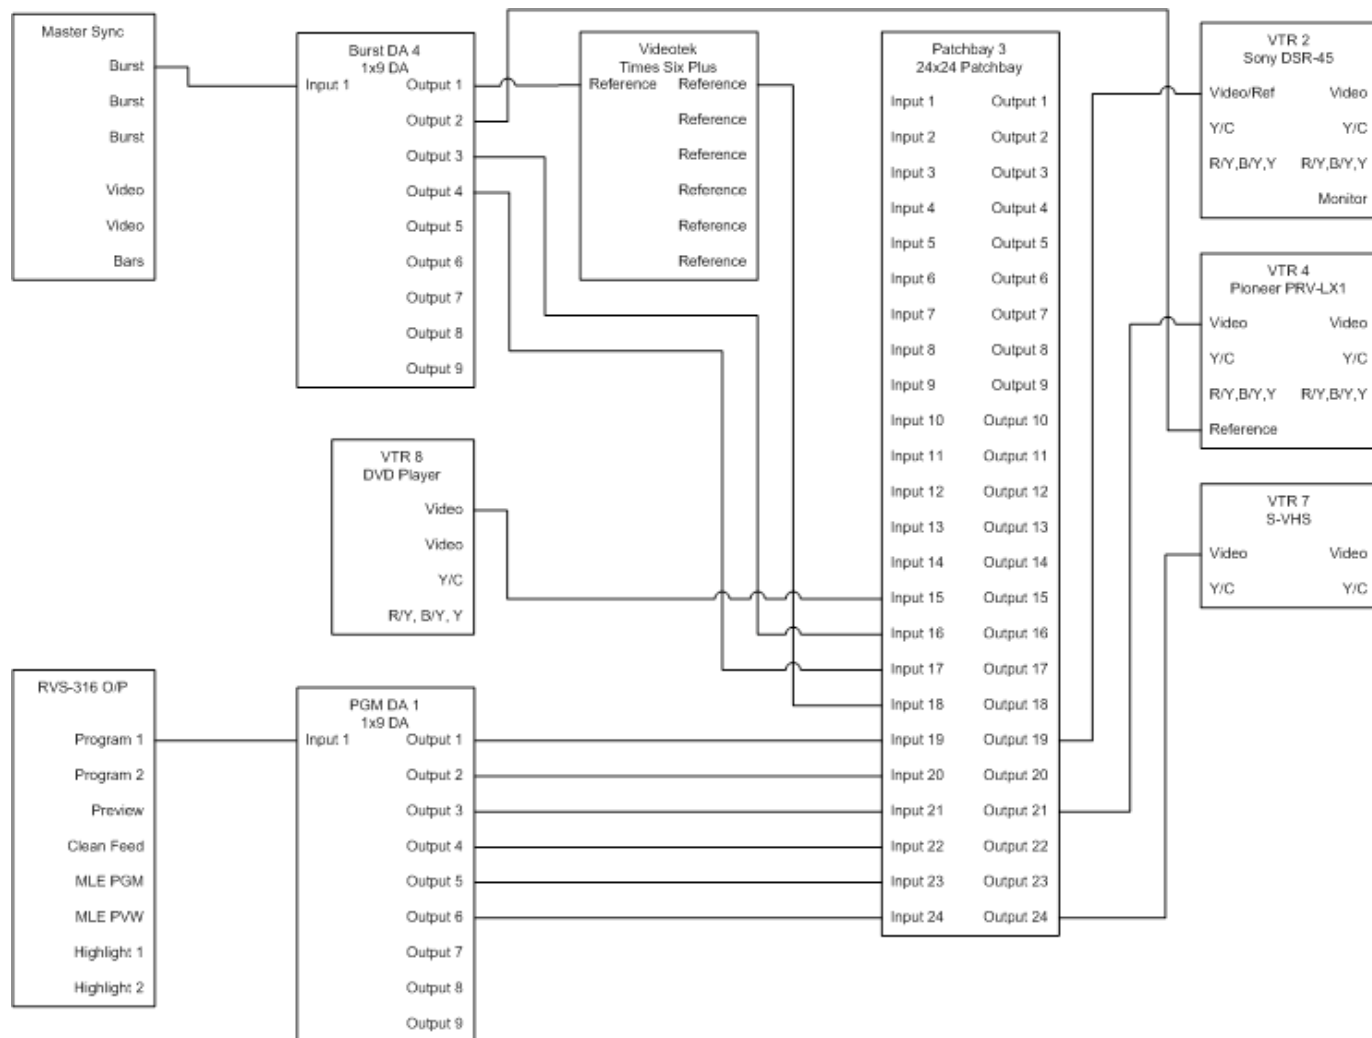 Master Sync
Burst
Burst
Burst
Video
Video
Bars
Burst DA 4
1x9 DA
Input 1 Output 1
Output 2
Output 3
Output 4
Output 5
Output 6
Output 7
Output 8
Output 9
Videotek
Times Six Plus
Reference Reference
Reference
Reference
Reference
Reference
Reference
Patchbay 3
24x24 Patchbay
Input 1 Output 1
Input 2 Output 2
Input 3 Output 3
Input 4 Output 4
Input 5 Output 5
Input 6 Output 6
Input 7 Output 7
Input 8 Output 8
Input 9 Output 9
Input 10 Output 10
Input 11 Output 11
Input 12 Output 12
Input 13 Output 13
Input 14 Output 14
Input 15 Output 15
Input 16 Output 16
Input 17 Output 17
Input 18 Output 18
Input 19 Output 19
Input 20 Output 20
Input 21 Output 21
Input 22 Output 22
Input 23 Output 23
Input 24 Output 24
VTR 2
Sony DSR-45
Video/Ref Video
Y/C Y/C
R/Y,B/Y,Y R/Y,B/Y,Y
Monitor
VTR 4
Pioneer PRV-LX1
Video Video
Y/C Y/C
R/Y,B/Y,Y R/Y,B/Y,Y
Reference
VTR 7
S-VHS
Video Video
Y/C Y/C
VTR 8
DVD Player
Video
Video
Y/C
R/Y, B/Y, Y
RVS-316 O/P
Program 1
Program 2
Preview
Clean Feed
MLE PGM
MLE PVW
Highlight 1
Highlight 2
PGM DA 1
1x9 DA
Input 1 Output 1
Output 2
Output 3
Output 4
Output 5
Output 6
Output 7
Output 8
Output 9